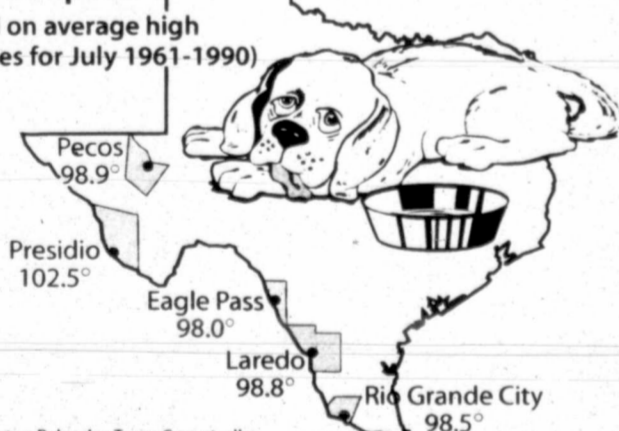 on average high
es for July 1961-1990)
Pecos
98.9°
Presidio
102.5°
Eagle Pass
98.0°
Laredo
98.8°
Rio Grande City
98.5°